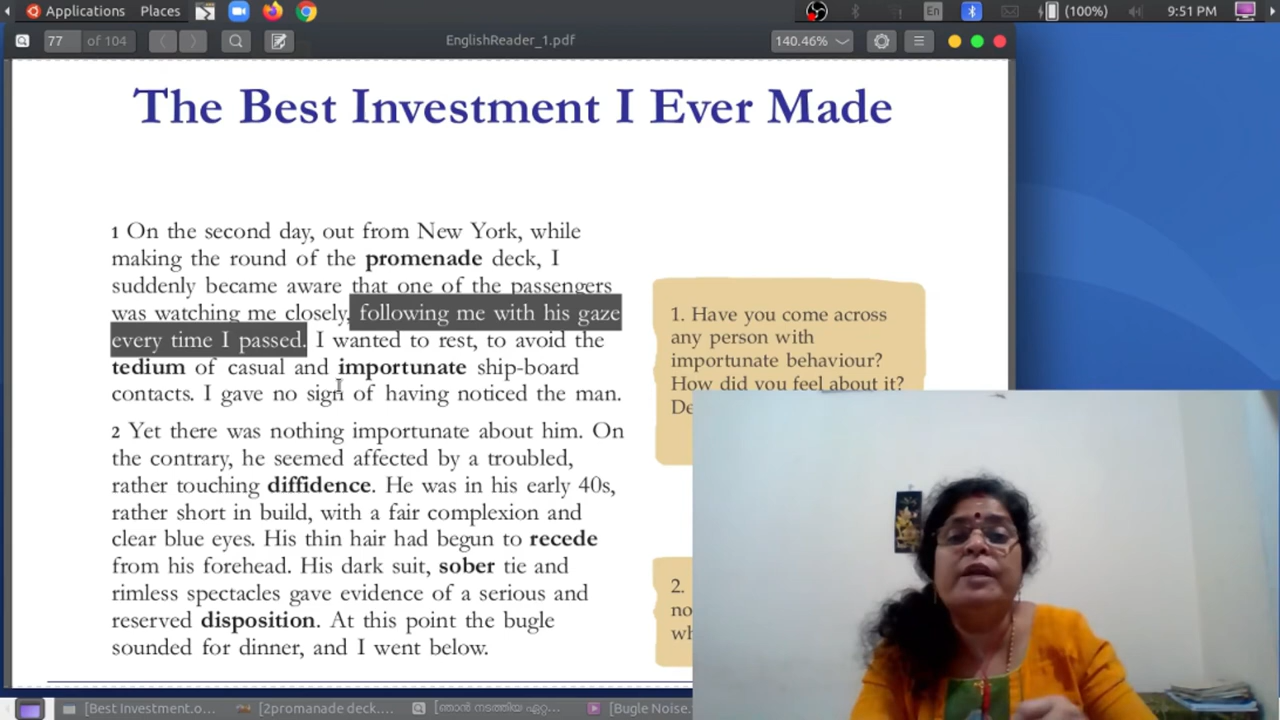 Applications Places En (100%) 9:51 PM
77 of 104 EnglishReader_1.pdf 140.46%
The Best Investment I Ever Made
1 On the second day, out from New York, while
making the round of the promenade deck, I
suddenly became aware that one of the passengers
was watching me closely, following me with his gaze
every time I passed. I wanted to rest, to avoid the
tedium of casual and importunate ship-board
contacts. I gave no sign of having noticed the man.
2 Yet there was nothing importunate about him. On
the contrary, he seemed affected by a troubled,
rather touching diffidence. He was in his early 40s,
rather short in build, with a fair complexion and
clear blue eyes. His thin hair had begun to recede
from his forehead. His dark suit, sober tie and
rimless spectacles gave evidence of a serious and
reserved disposition. At this point the bugle
sounded for dinner, and I went below.
1. Have you come across
any person with
importunate behaviour?
How did you feel about it?
De
2.
no
wh
[Best Investment.o... [2promanade deck.... [ഞാൻ നടത്തിയ ഏറ്റ... [Bugle Noise.